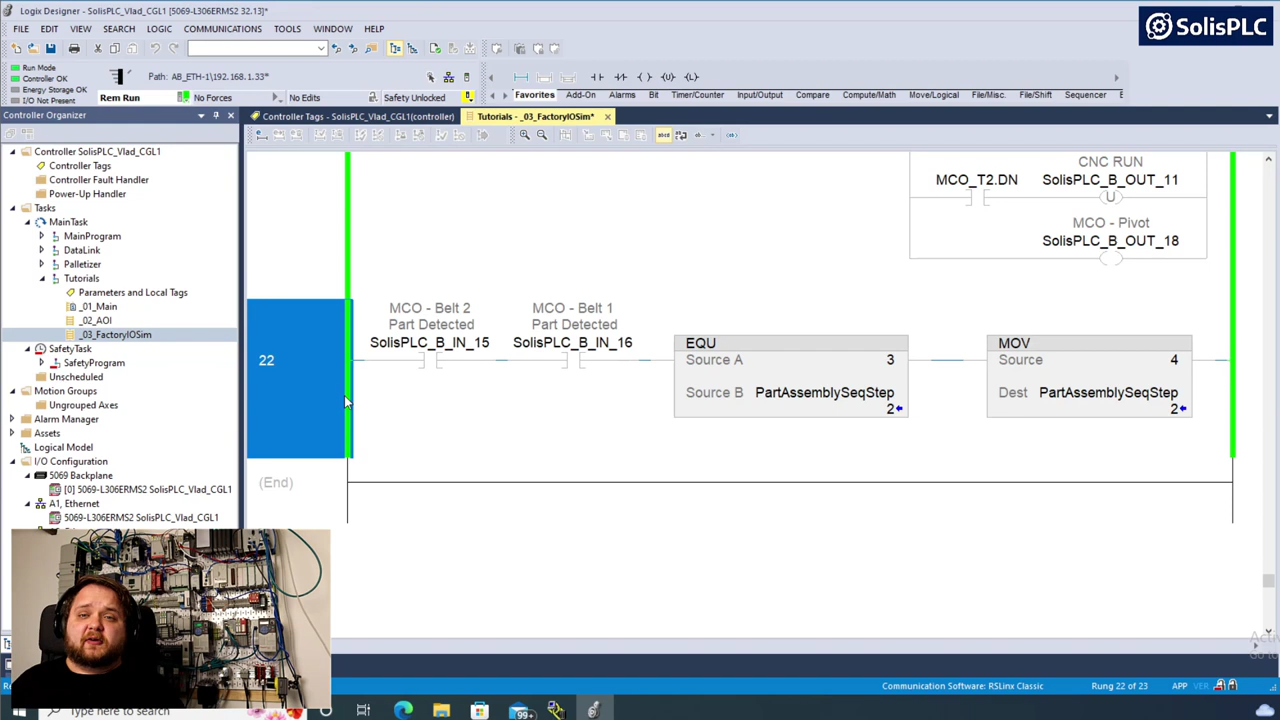 Logix Designer - SolisPLC_Vlad_CGL1 [5069-L306ERMS2 32.13]*
SolisPLC
FILE EDIT VIEW SEARCH LOGIC COMMUNICATIONS TOOLS WINDOW HELP
Run Mode
Controller OK
Energy Storage OK
I/O Not Present
Path: AB_ETH-1\192.168.1.33*
Rem Run No Forces No Edits Safety Unlocked
Favorites Add-On Alarms Bit Timer/Counter Input/Output Compare Compute/Math Move/Logical File/Misc. File/Shift Sequencer
Controller Organizer
Controller Tags - SolisPLC_Vlad_CGL1(controller)
Tutorials - _03_FactoryIOSim*
Controller SolisPLC_Vlad_CGL1
Controller Tags
Controller Fault Handler
Power-Up Handler
Tasks
MainTask
MainProgram
DataLink
Palletizer
Tutorials
Parameters and Local Tags
_01_Main
_02_AOI
_03_FactoryIOSim
SafetyTask
SafetyProgram
Unscheduled
Motion Groups
Ungrouped Axes
Alarm Manager
Assets
Logical Model
I/O Configuration
5069 Backplane
[0] 5069-L306ERMS2 SolisPLC_Vlad_CGL1
A1, Ethernet
5069-L306ERMS2 SolisPLC_Vlad_CGL1
CNC RUN
MCO_T2.DN SolisPLC_B_OUT_11
U
MCO - Pivot
SolisPLC_B_OUT_18
22
MCO - Belt 2
Part Detected
SolisPLC_B_IN_15
MCO - Belt 1
Part Detected
SolisPLC_B_IN_16
EQU
Source A 3
Source B PartAssemblySeqStep
2
MOV
Source 4
Dest PartAssemblySeqStep
2
(End)
Communication Software: RSLinx Classic Rung 22 of 23 APP VER
Type here to search
99+